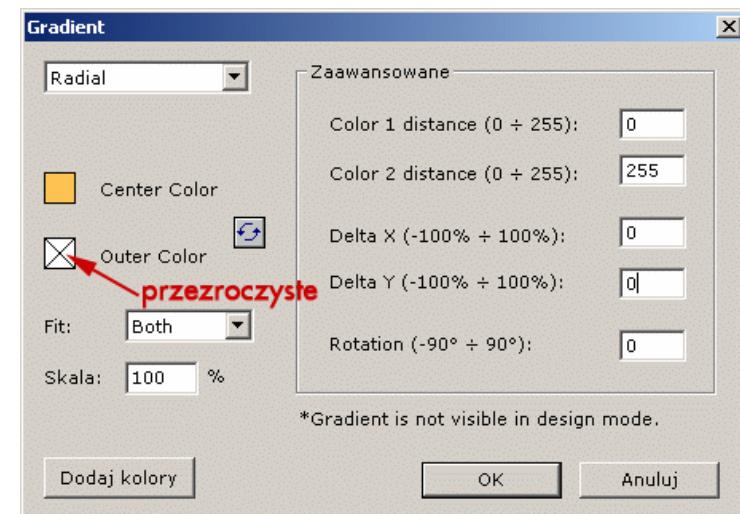 Gradient
Radial
Zaawansowane
Color 1 distance (0 ÷ 255): 0
Color 2 distance (0 ÷ 255): 255
Center Color
Delta X (-100% ÷ 100%): 0
Outer Color
Delta Y (-100% ÷ 100%): 0
przezroczyste
Fit: Both
Rotation (-90° ÷ 90°): 0
Skala: 100 %
*Gradient is not visible in design mode.
Dodaj kolory
OK
Anuluj